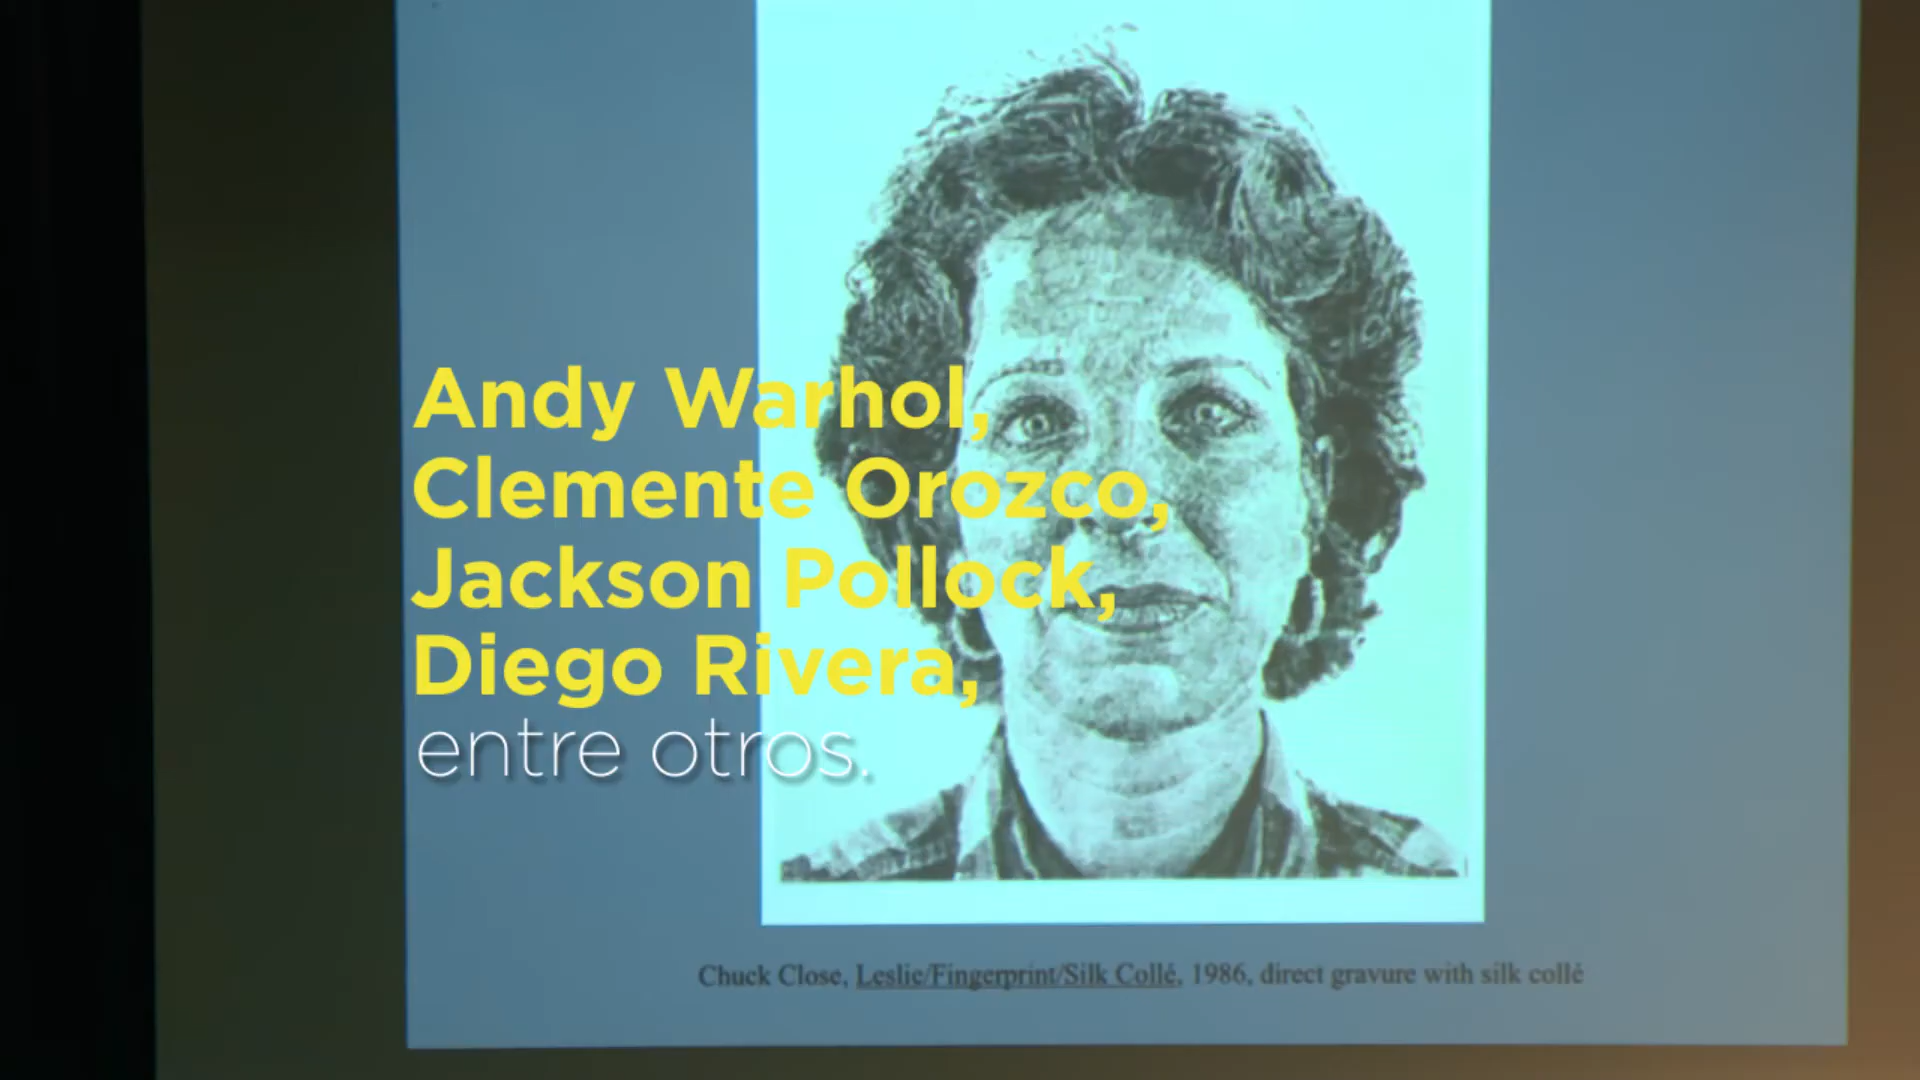 Andy Warhol,
Clemente Orozco,
Jackson Pollock,
Diego Rivera,
entre otros.
Chuck Close, Leslie/Fingerprint/Silk Collé, 1986, direct gravure with silk collé